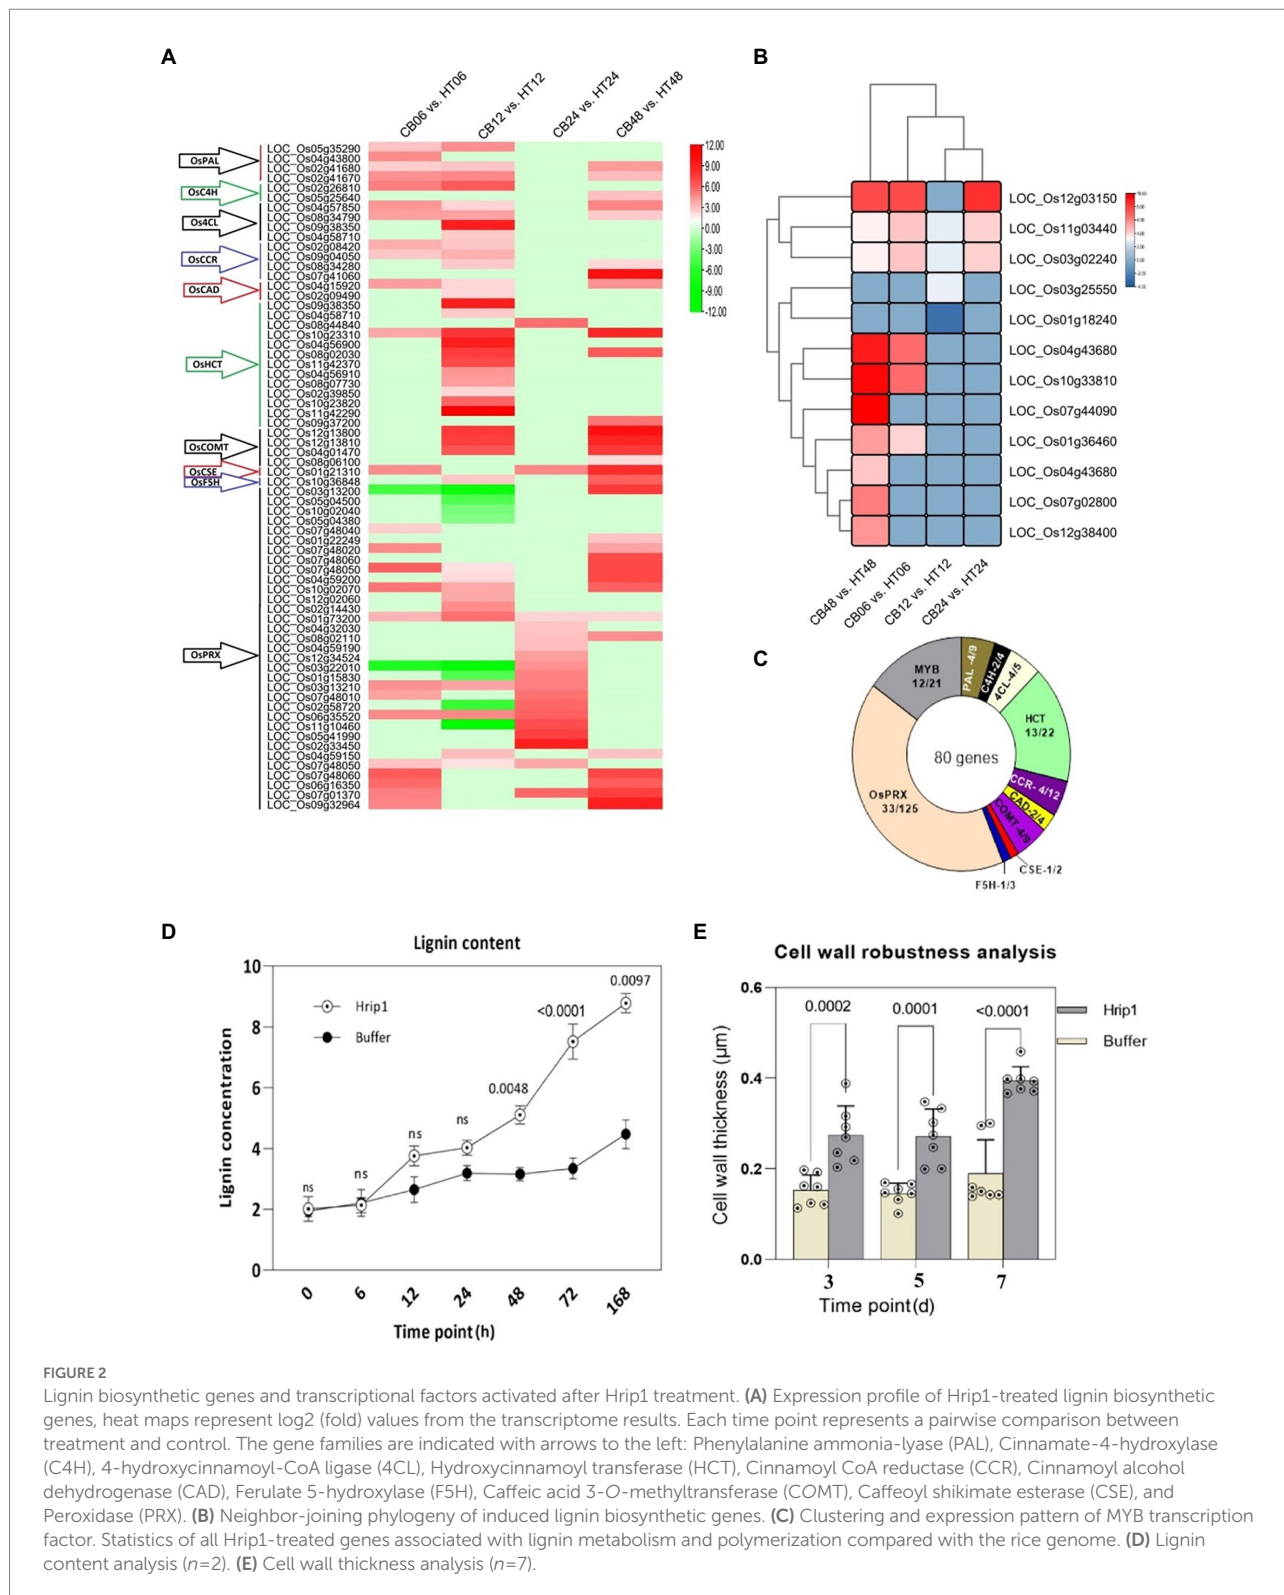 A
CB06 vs. HT06
CB12 vs. HT12
CB24 vs. HT24
CB48 vs. HT48
OsPAL
OsC4H
Os4CL
OsCCR
OsCAD
OsHCT
OsCOMT
OsCSE
OsF5H
OsPRX
LOC_Os05g35290
LOC_Os04g43800
LOC_Os02g41680
LOC_Os02g41670
LOC_Os02g26810
LOC_Os05g25640
LOC_Os04g57850
LOC_Os08g34790
LOC_Os09g38350
LOC_Os04g58710
LOC_Os02g08420
LOC_Os09g04050
LOC_Os08g34280
LOC_Os07g41060
LOC_Os04g15920
LOC_Os02g09490
LOC_Os09g38350
LOC_Os04g58710
LOC_Os08g44840
LOC_Os10g23310
LOC_Os04g56900
LOC_Os08g02030
LOC_Os11g42370
LOC_Os04g56910
LOC_Os08g07730
LOC_Os02g39850
LOC_Os10g23820
LOC_Os11g42290
LOC_Os09g37200
LOC_Os12g13800
LOC_Os12g13810
LOC_Os04g01470
LOC_Os08g06100
LOC_Os01g21310
LOC_Os10g36848
LOC_Os03g13200
LOC_Os05g04500
LOC_Os10g02040
LOC_Os05g04380
LOC_Os07g48040
LOC_Os01g22249
LOC_Os07g48020
LOC_Os07g48060
LOC_Os07g48050
LOC_Os04g59200
LOC_Os10g02070
LOC_Os12g02060
LOC_Os02g14430
LOC_Os01g73200
LOC_Os04g32030
LOC_Os08g02110
LOC_Os04g59190
LOC_Os12g34524
LOC_Os03g22010
LOC_Os01g15830
LOC_Os03g13210
LOC_Os07g48010
LOC_Os02g58720
LOC_Os06g35520
LOC_Os11g10460
LOC_Os05g41990
LOC_Os02g33450
LOC_Os04g59150
LOC_Os07g48050
LOC_Os07g48060
LOC_Os06g16350
LOC_Os07g01370
LOC_Os09g32964
12.00
9.00
6.00
3.00
0.00
-3.00
-6.00
-9.00
-12.00
B
LOC_Os12g03150
LOC_Os11g03440
LOC_Os03g02240
LOC_Os03g25550
LOC_Os01g18240
LOC_Os04g43680
LOC_Os10g33810
LOC_Os07g44090
LOC_Os01g36460
LOC_Os04g43680
LOC_Os07g02800
LOC_Os12g38400
CB48 vs. HT48
CB06 vs. HT06
CB12 vs. HT12
CB24 vs. HT24
C
MYB
12/21
PAL -4/9
C4H-2/4
4CL-4/5
HCT
13/22
CCR- 4/12
CAD-2/4
COMT-4/9
CSE-1/2
F5H-1/3
OsPRX
33/125
80 genes
D
Lignin content
Lignin concentration
10
8
6
4
2
0
Hrip1
Buffer
ns
ns
ns
ns
0.0048
<0.0001
0.0097
0
6
12
24
48
72
168
Time point (h)
E
Cell wall robustness analysis
Cell wall thickness (μm)
0.6
0.4
0.2
0.0
0.0002
0.0001
<0.0001
Hrip1
Buffer
3
5
7
Time point(d)
FIGURE 2
Lignin biosynthetic genes and transcriptional factors activated after Hrip1 treatment. (A) Expression profile of Hrip1-treated lignin biosynthetic
genes, heat maps represent log2 (fold) values from the transcriptome results. Each time point represents a pairwise comparison between
treatment and control. The gene families are indicated with arrows to the left: Phenylalanine ammonia-lyase (PAL), Cinnamate-4-hydroxylase
(C4H), 4-hydroxycinnamoyl-CoA ligase (4CL), Hydroxycinnamoyl transferase (HCT), Cinnamoyl CoA reductase (CCR), Cinnamoyl alcohol
dehydrogenase (CAD), Ferulate 5-hydroxylase (F5H), Caffeic acid 3-O-methyltransferase (COMT), Caffeoyl shikimate esterase (CSE), and
Peroxidase (PRX). (B) Neighbor-joining phylogeny of induced lignin biosynthetic genes. (C) Clustering and expression pattern of MYB transcription
factor. Statistics of all Hrip1-treated genes associated with lignin metabolism and polymerization compared with the rice genome. (D) Lignin
content analysis (n=2). (E) Cell wall thickness analysis (n=7).